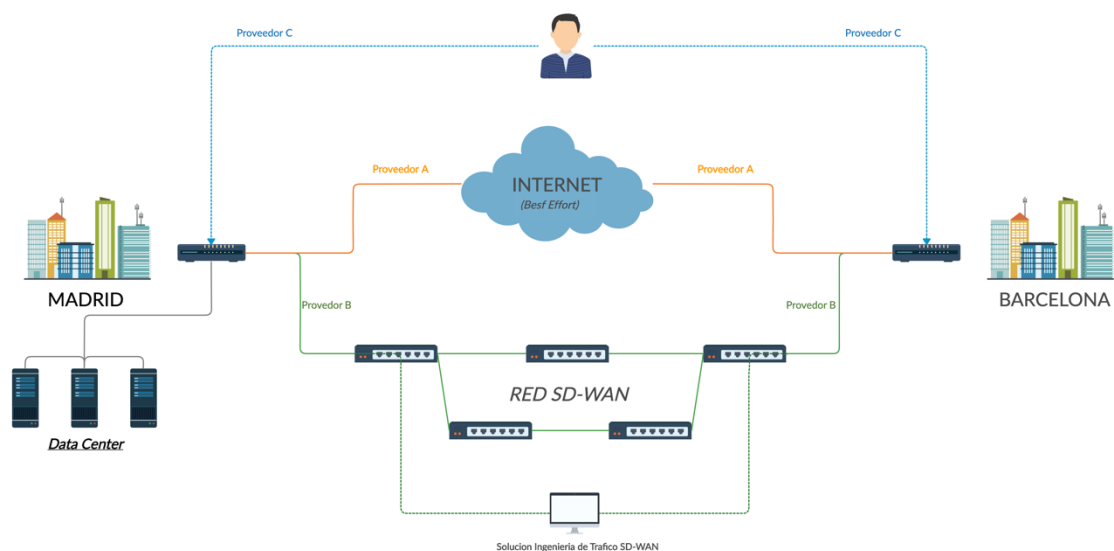 Proveedor C
Proveedor C
Proveedor A
Proveedor A
INTERNET
(Besf Effort)
MADRID
BARCELONA
Provedor B
Provedor B
RED SD-WAN
Data Center
Solucion Ingenieria de Trafico SD-WAN